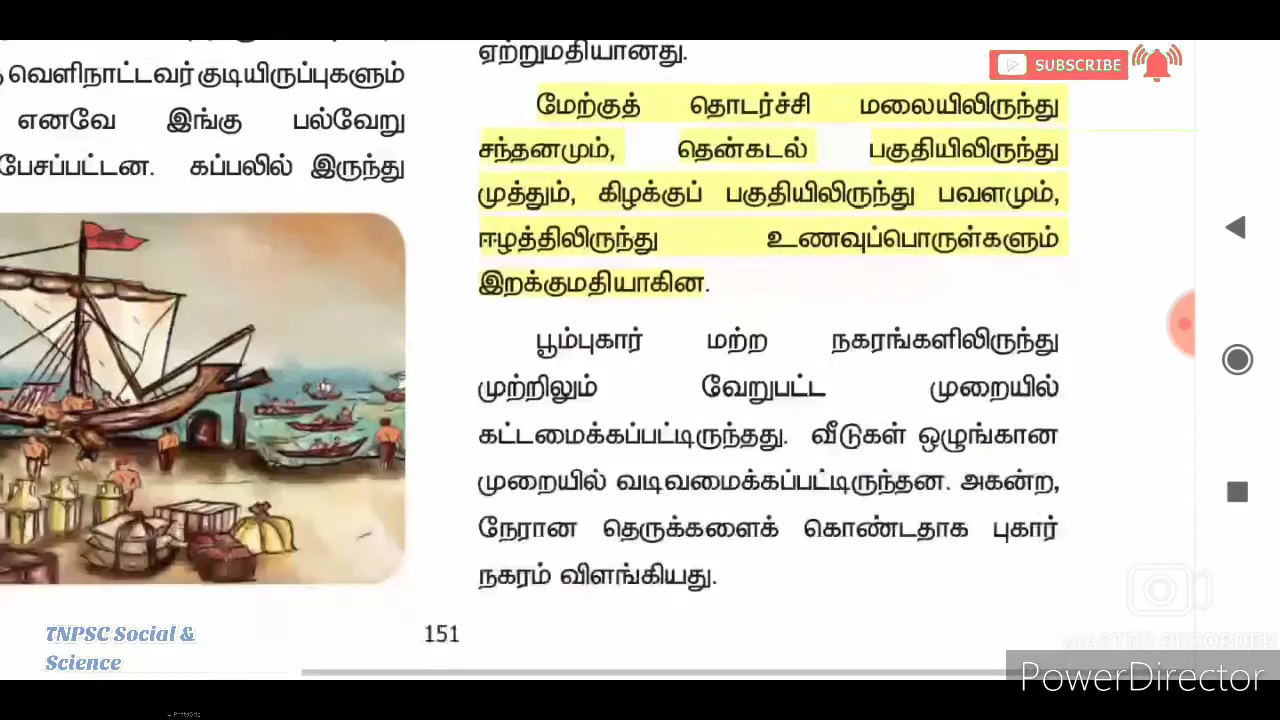 வெளிநாட்டவர் குடியிருப்புகளும்
எனவே இங்கு பல்வேறு
பேசப்பட்டன. கப்பலில் இருந்து
ஏற்றுமதியானது.
மேற்குத் தொடர்ச்சி மலையிலிருந்து
சந்தனமும், தென்கடல் பகுதியிலிருந்து
முத்தும், கிழக்குப் பகுதியிலிருந்து பவளமும்,
ஈழத்திலிருந்து உணவுப்பொருள்களும்
இறக்குமதியாகின.
பூம்புகார் மற்ற நகரங்களிலிருந்து
முற்றிலும் வேறுபட்ட முறையில்
கட்டமைக்கப்பட்டிருந்தது. வீடுகள் ஒழுங்கான
முறையில் வடிவமைக்கப்பட்டிருந்தன. அகன்ற,
நேரான தெருக்களைக் கொண்டதாக புகார்
நகரம் விளங்கியது.
151
SUBSCRIBE
TNPSC Social &
Science
PowerDirector